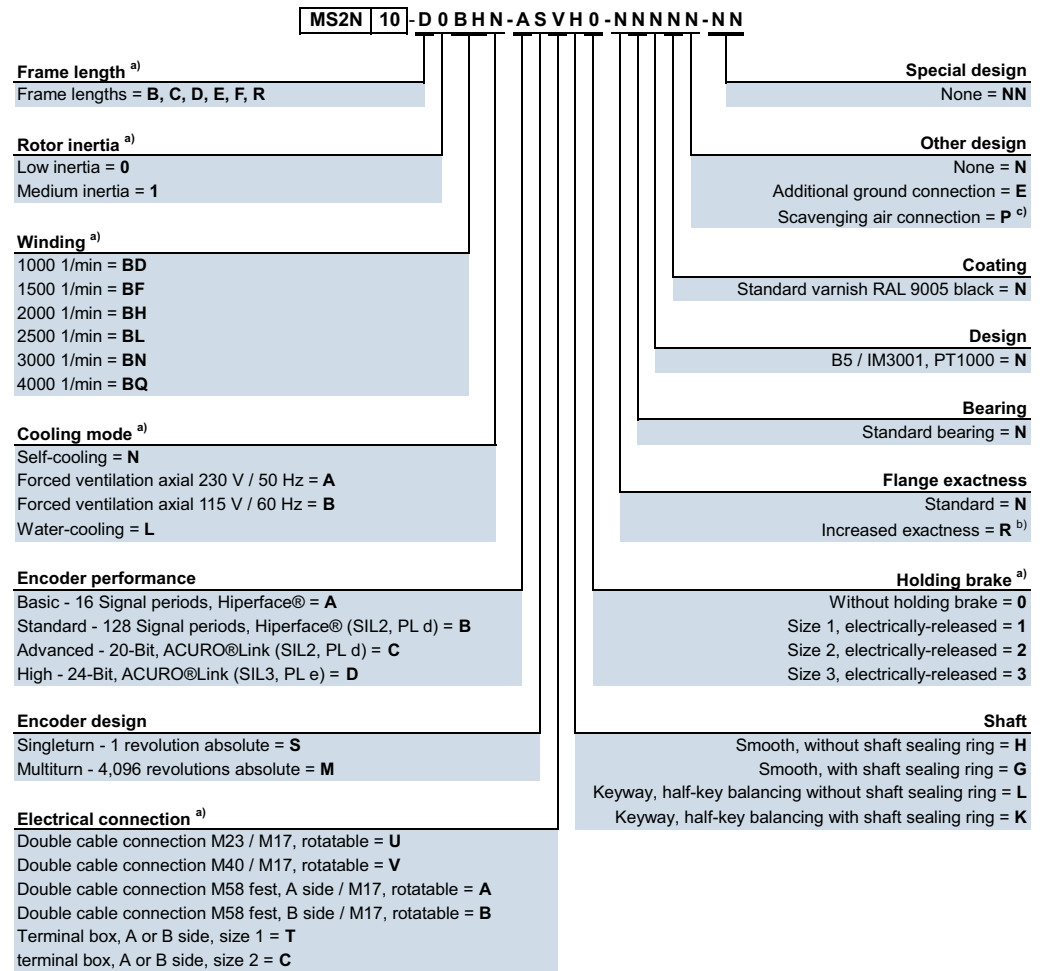 MS2N 10 - D 0 B H N - A S V H 0 - N N N N N - N N
Frame length a)
Frame lengths = B, C, D, E, F, R
Rotor inertia a)
Low inertia = 0
Medium inertia = 1
Winding a)
1000 1/min = BD
1500 1/min = BF
2000 1/min = BH
2500 1/min = BL
3000 1/min = BN
4000 1/min = BQ
Cooling mode a)
Self-cooling = N
Forced ventilation axial 230 V / 50 Hz = A
Forced ventilation axial 115 V / 60 Hz = B
Water-cooling = L
Encoder performance
Basic - 16 Signal periods, Hiperface® = A
Standard - 128 Signal periods, Hiperface® (SIL2, PL d) = B
Advanced - 20-Bit, ACURO®Link (SIL2, PL d) = C
High - 24-Bit, ACURO®Link (SIL3, PL e) = D
Encoder design
Singleturn - 1 revolution absolute = S
Multiturn - 4,096 revolutions absolute = M
Electrical connection a)
Double cable connection M23 / M17, rotatable = U
Double cable connection M40 / M17, rotatable = V
Double cable connection M58 fest, A side / M17, rotatable = A
Double cable connection M58 fest, B side / M17, rotatable = B
Terminal box, A or B side, size 1 = T
terminal box, A or B side, size 2 = C
Special design
None = NN
Other design
None = N
Additional ground connection = E
Scavenging air connection = P c)
Coating
Standard varnish RAL 9005 black = N
Design
B5 / IM3001, PT1000 = N
Bearing
Standard bearing = N
Flange exactness
Standard = N
Increased exactness = R b)
Holding brake a)
Without holding brake = 0
Size 1, electrically-released = 1
Size 2, electrically-released = 2
Size 3, electrically-released = 3
Shaft
Smooth, without shaft sealing ring = H
Smooth, with shaft sealing ring = G
Keyway, half-key balancing without shaft sealing ring = L
Keyway, half-key balancing with shaft sealing ring = K